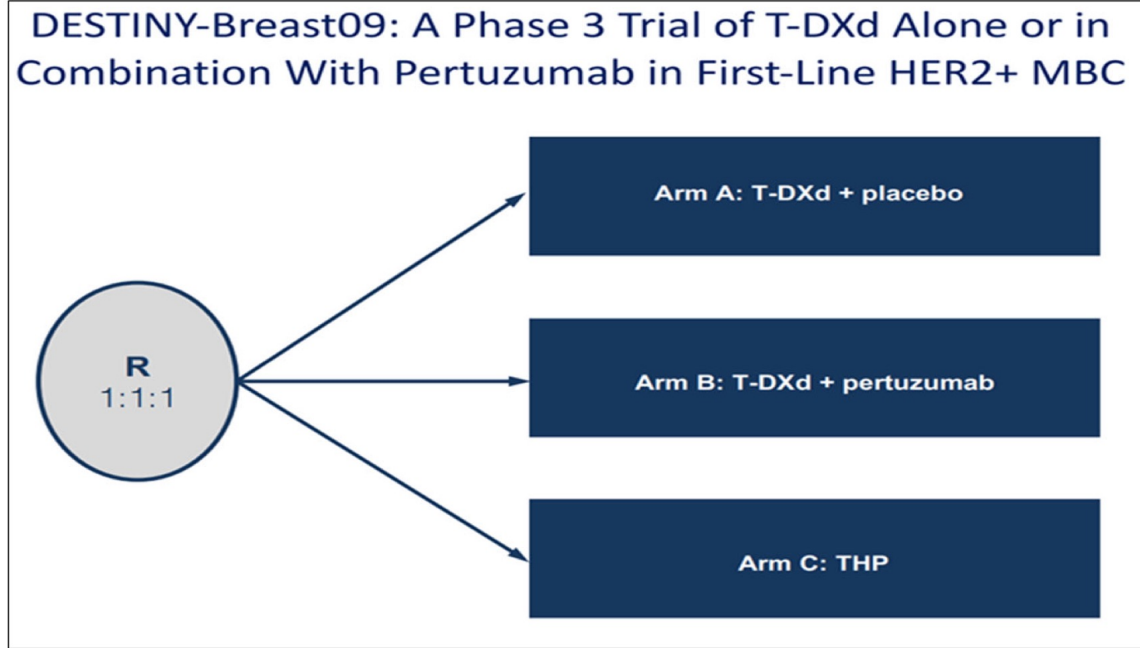 DESTINY-Breast09: A Phase 3 Trial of T-DXd Alone or in
Combination With Pertuzumab in First-Line HER2+ MBC
Arm A: T-DXd + placebo
R
1:1:1
Arm B: T-DXd + pertuzumab
Arm C: THP